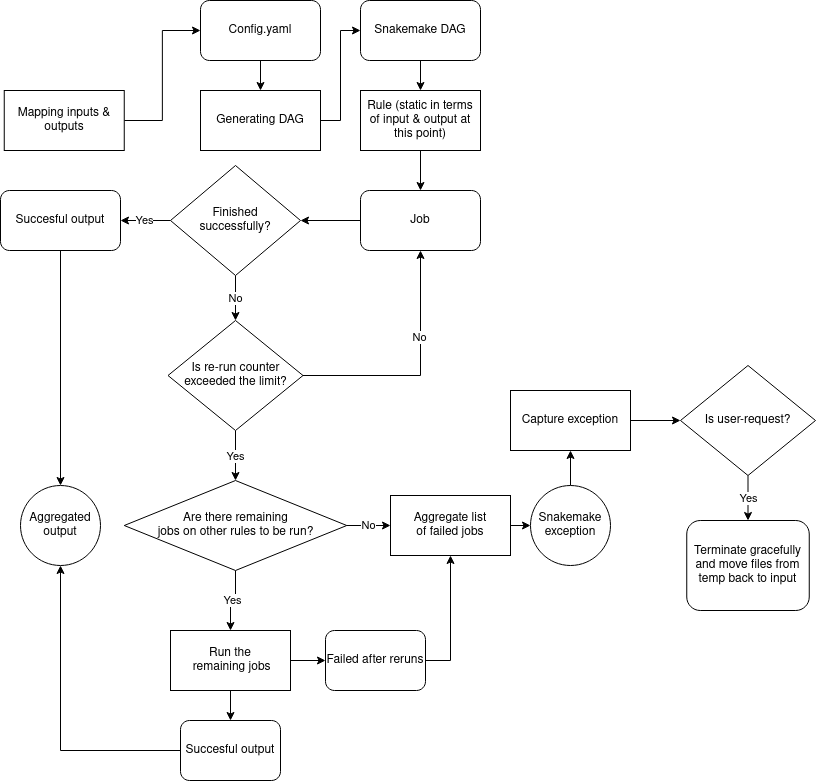 Config.yaml
Snakemake DAG
Mapping inputs &
outputs
Generating DAG
Rule (static in terms
of input & output at
this point)
Succesful output
Yes
Finished
successfully?
Job
No
Is re-run counter
exceeded the limit?
No
Yes
Capture exception
Is user-request?
Aggregated
output
Are there remaining
jobs on other rules to be run?
No
Aggregate list
of failed jobs
Snakemake
exception
Yes
Terminate gracefully
and move files from
temp back to input
Yes
Run the
remaining jobs
Failed after reruns
Succesful output